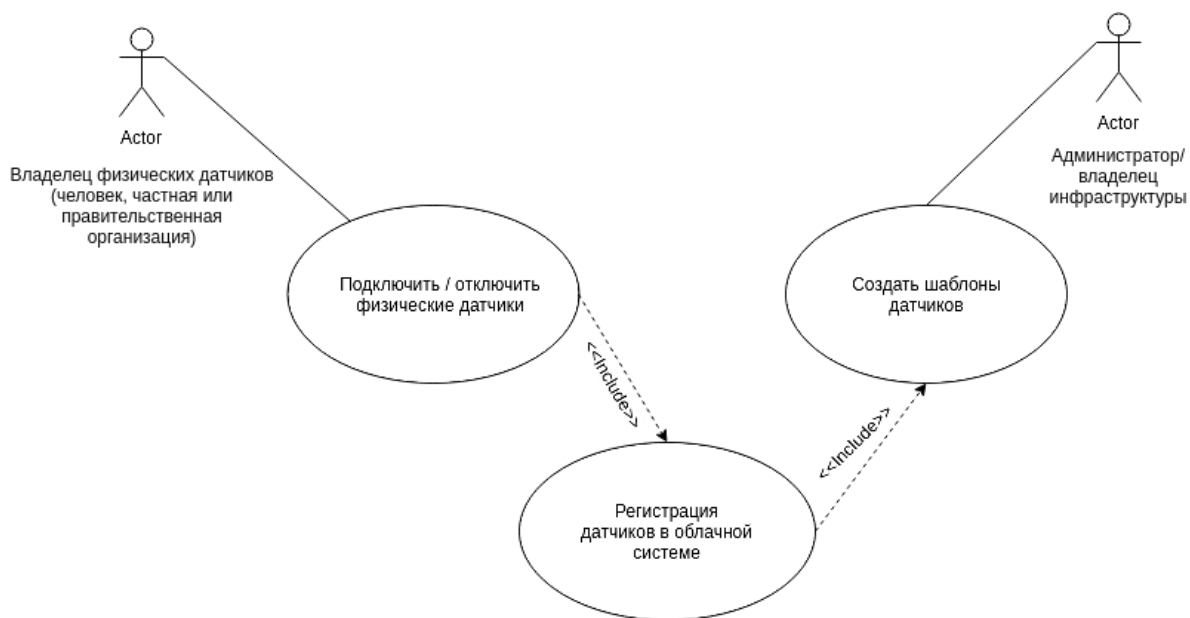 Actor
Владелец физических датчиков
(человек, частная или
правительственная
организация)
Actor
Администратор/
владелец
инфраструктуры
Подключить / отключить
физические датчики
Создать шаблоны
датчиков
<<Include>>
<<Include>>
Регистрация
датчиков в облачной
системе